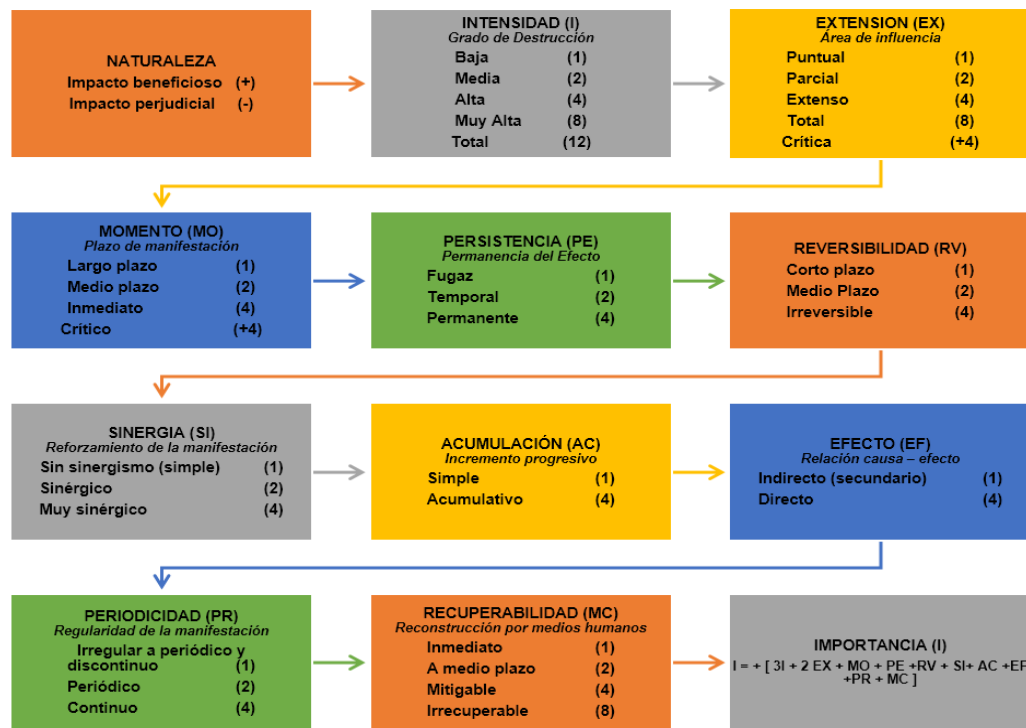 NATURALEZA
Impacto beneficioso (+)
Impacto perjudicial (-)
INTENSIDAD (I)
Grado de Destrucción
Baja (1)
Media (2)
Alta (4)
Muy Alta (8)
Total (12)
EXTENSION (EX)
Área de influencia
Puntual (1)
Parcial (2)
Extenso (4)
Total (8)
Crítica (+4)
MOMENTO (MO)
Plazo de manifestación
Largo plazo (1)
Medio plazo (2)
Inmediato (4)
Crítico (+4)
PERSISTENCIA (PE)
Permanencia del Efecto
Fugaz (1)
Temporal (2)
Permanente (4)
REVERSIBILIDAD (RV)
Corto plazo (1)
Medio Plazo (2)
Irreversible (4)
SINERGIA (SI)
Reforzamiento de la manifestación
Sin sinergismo (simple) (1)
Sinérgico (2)
Muy sinérgico (4)
ACUMULACIÓN (AC)
Incremento progresivo
Simple (1)
Acumulativo (4)
EFECTO (EF)
Relación causa – efecto
Indirecto (secundario) (1)
Directo (4)
PERIODICIDAD (PR)
Regularidad de la manifestación
Irregular a periódico y
discontinuo (1)
Periódico (2)
Continuo (4)
RECUPERABILIDAD (MC)
Reconstrucción por medios humanos
Inmediato (1)
A medio plazo (2)
Mitigable (4)
Irrecuperable (8)
IMPORTANCIA (I)
I = + [ 3I + 2 EX + MO + PE +RV + SI+ AC +EF
+PR + MC ]